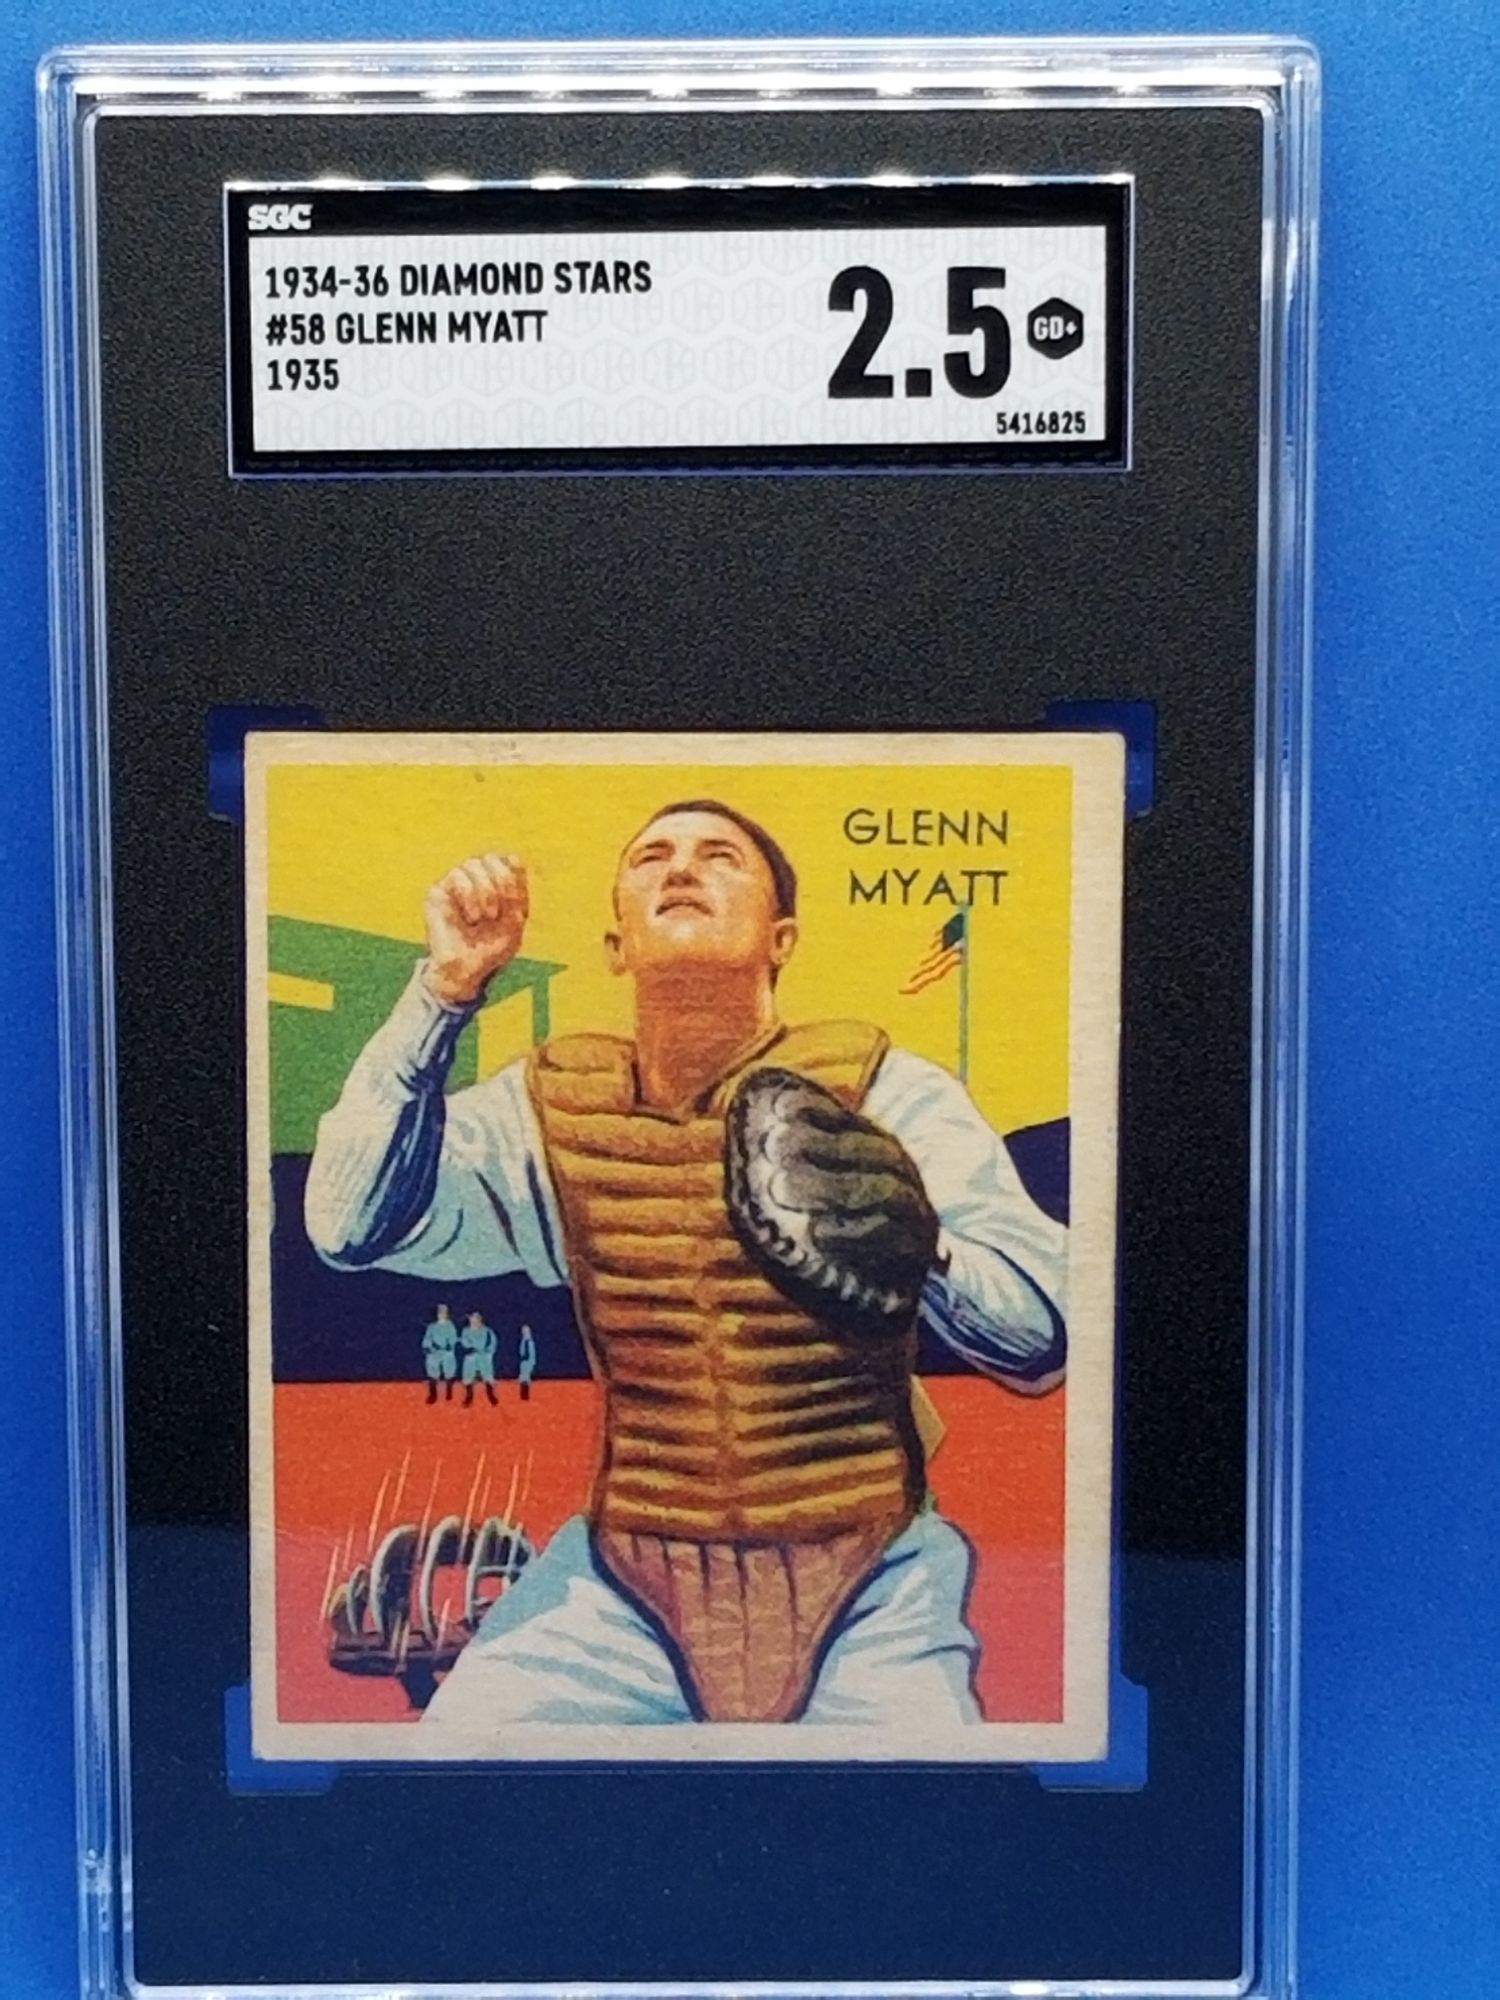 SGC
1934-36 DIAMOND STARS
#58 GLENN MYATT
1935
2.5
GD+
5416825
GLENN
MYATT